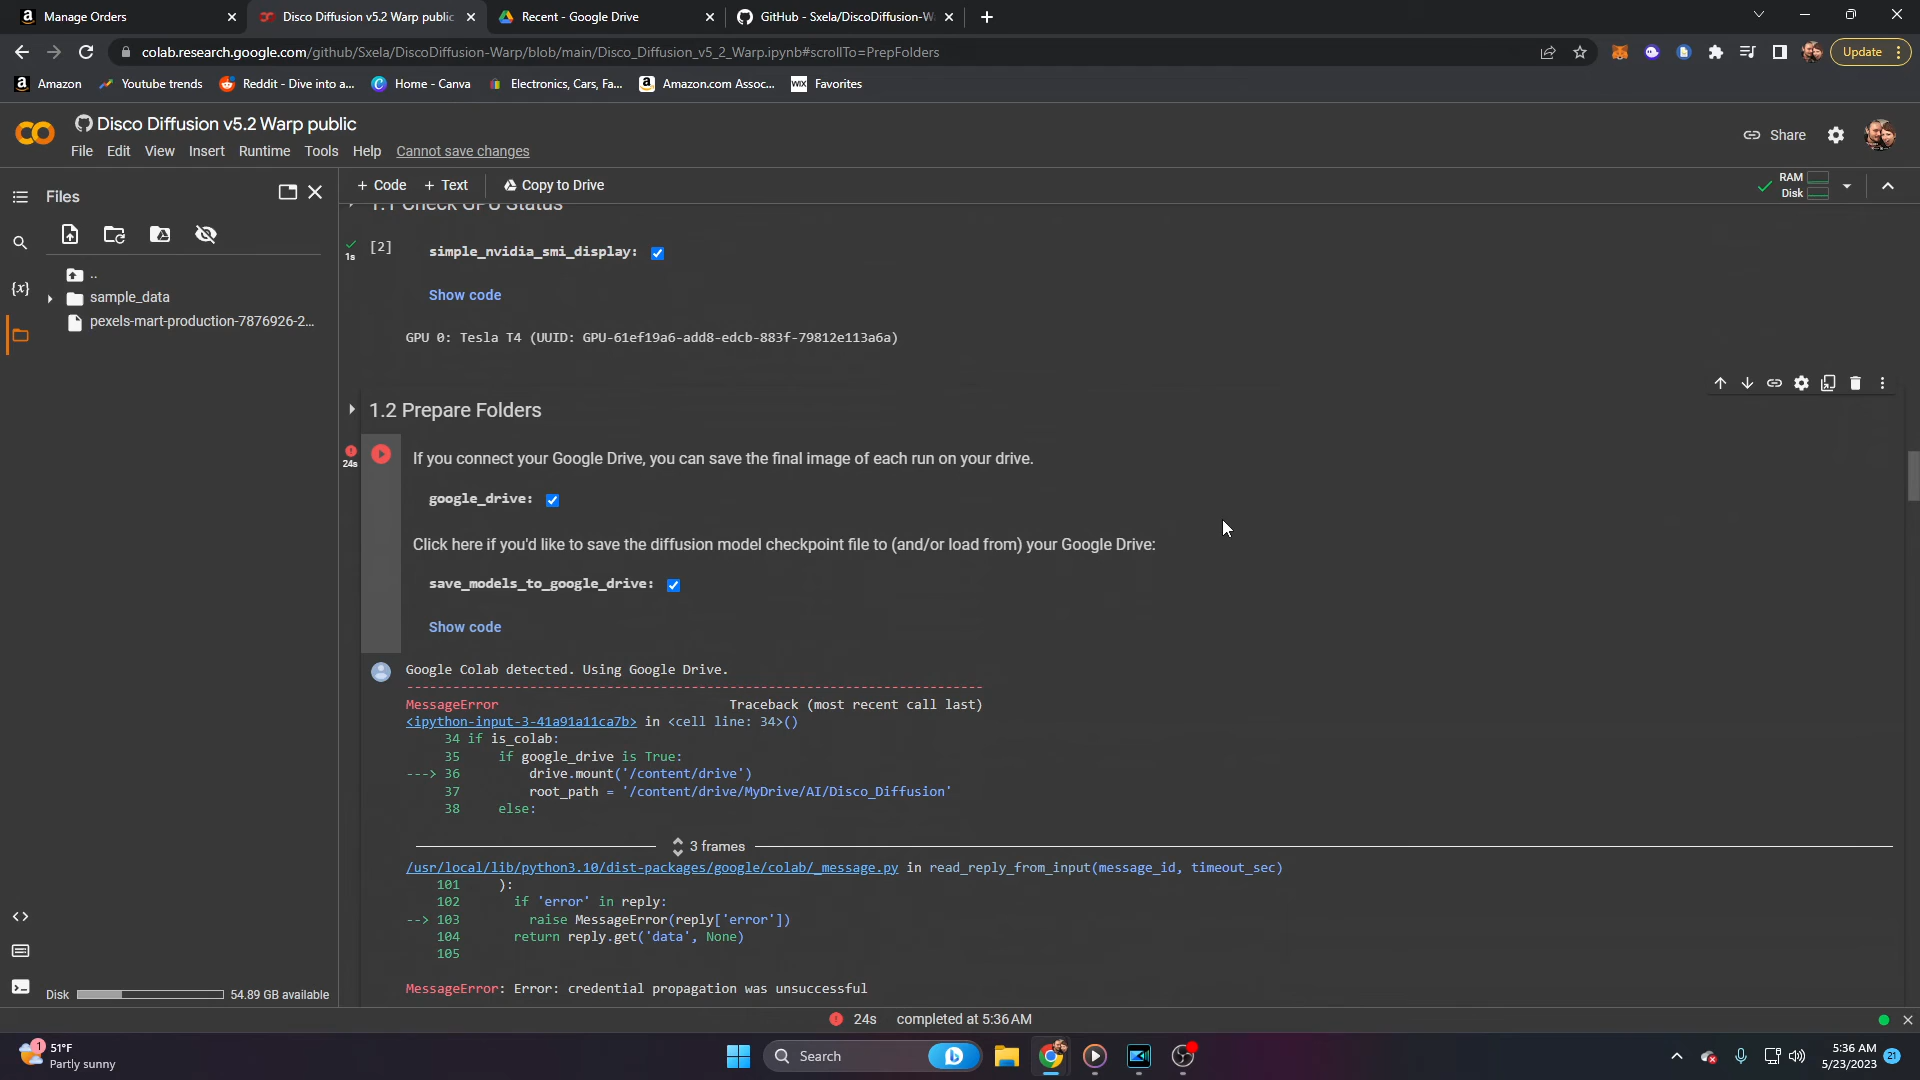 Manage Orders
Disco Diffusion v5.2 Warp public
Recent - Google Drive
GitHub - Sxela/DiscoDiffusion-W
colab.research.google.com/github/Sxela/DiscoDiffusion-Warp/blob/main/Disco_Diffusion_v5_2_Warp.ipynb#scrollTo=PrepFolders
Update
Amazon
Youtube trends
Reddit - Dive into a...
Home - Canva
Electronics, Cars, Fa...
Amazon.com Assoc...
WIX
Favorites
Disco Diffusion v5.2 Warp public
File Edit View Insert Runtime Tools Help Cannot save changes
Share
Files
+ Code + Text
Copy to Drive
RAM
Disk
..
sample_data
pexels-mart-production-7876926-2...
{x}
1.1 Check GPU Status
1s
[2]
simple_nvidia_smi_display:
Show code
GPU 0: Tesla T4 (UUID: GPU-61ef19a6-add8-edcb-883f-79812e113a6a)
1.2 Prepare Folders
24s
If you connect your Google Drive, you can save the final image of each run on your drive.
google_drive:
Click here if you'd like to save the diffusion model checkpoint file to (and/or load from) your Google Drive:
save_models_to_google_drive:
Show code
Google Colab detected. Using Google Drive.
---------------------------------------------------------------------------
MessageError Traceback (most recent call last)
<ipython-input-3-41a91a11ca7b> in <cell line: 34>()
34 if is_colab:
35 if google_drive is True:
---> 36 drive.mount('/content/drive')
37 root_path = '/content/drive/MyDrive/AI/Disco_Diffusion'
38 else:
3 frames
/usr/local/lib/python3.10/dist-packages/google/colab/_message.py in read_reply_from_input(message_id, timeout_sec)
101 ):
102 if 'error' in reply:
--> 103 raise MessageError(reply['error'])
104 return reply.get('data', None)
105
MessageError: Error: credential propagation was unsuccessful
Disk
54.89 GB available
24s completed at 5:36 AM
1
51°F
Partly sunny
Search
5:36 AM
5/23/2023
21